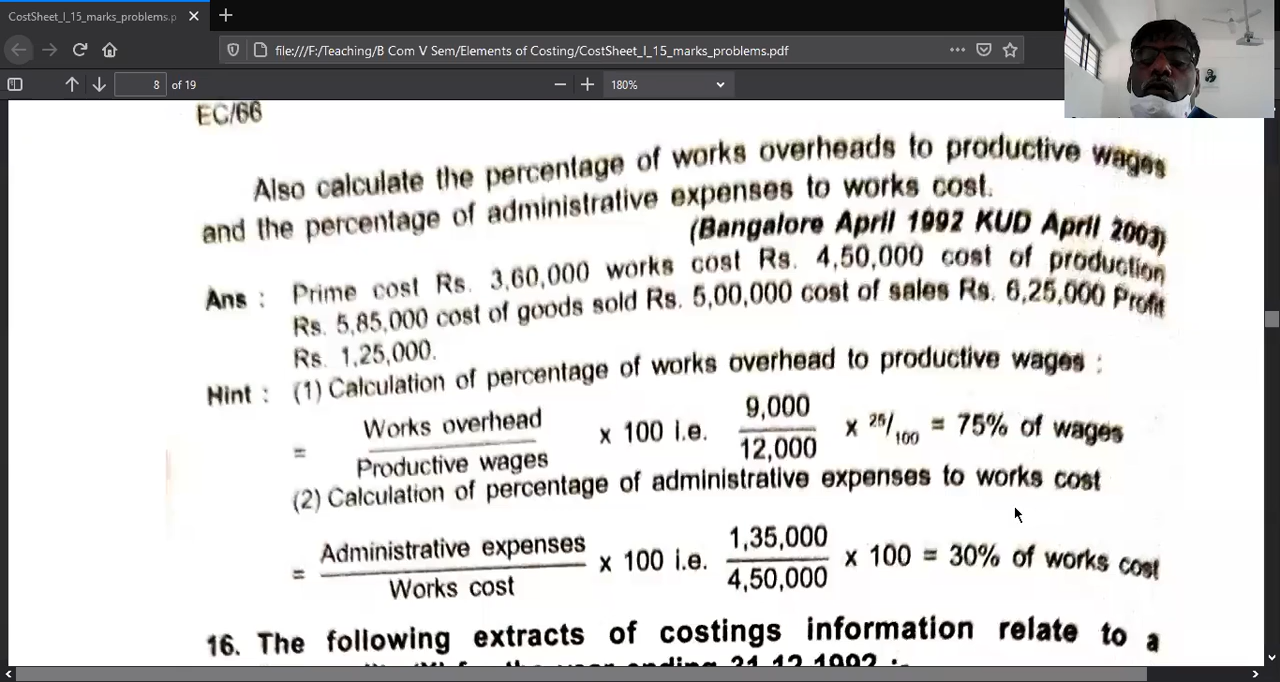 CostSheet_I_15_marks_problems.p
file:///F:/Teaching/B Com V Sem/Elements of Costing/CostSheet_I_15_marks_problems.pdf
8 of 19
180%
EC/66
Also calculate the percentage of works overheads to productive wages
and the percentage of administrative expenses to works cost.
(Bangalore April 1992 KUD April 2003)
Ans : Prime cost Rs. 3,60,000 works cost Rs. 4,50,000 cost of production
Rs. 5,85,000 cost of goods sold Rs. 5,00,000 cost of sales Rs. 6,25,000 Profit
Rs. 1,25,000.
Hint : (1) Calculation of percentage of works overhead to productive wages :
= Works overhead / Productive wages x 100 i.e. 9,000 / 12,000 x 25/100 = 75% of wages
(2) Calculation of percentage of administrative expenses to works cost
= Administrative expenses / Works cost x 100 i.e. 1,35,000 / 4,50,000 x 100 = 30% of works cost
16. The following extracts of costings information relate to a
for the year ending 31.12.1992 :-